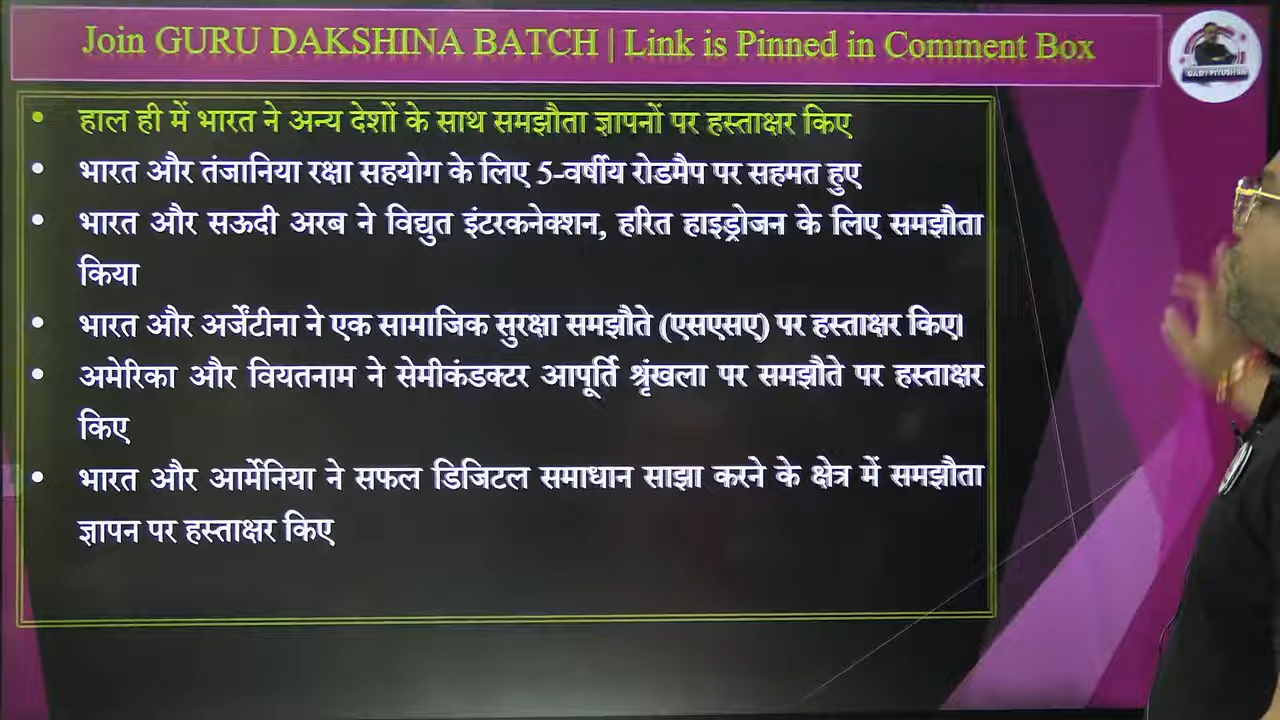 Join GURU DAKSHINA BATCH | Link is Pinned in Comment Box
• हाल ही में भारत ने अन्य देशों के साथ समझौता ज्ञापनों पर हस्ताक्षर किए
• भारत और तंजानिया रक्षा सहयोग के लिए 5-वर्षीय रोडमैप पर सहमत हुए
• भारत और सऊदी अरब ने विद्युत इंटरकनेक्शन, हरित हाइड्रोजन के लिए समझौता
किया
• भारत और अर्जेंटीना ने एक सामाजिक सुरक्षा समझौते (एसएसए) पर हस्ताक्षर किए।
• अमेरिका और वियतनाम ने सेमीकंडक्टर आपूर्ति श्रृंखला पर समझौते पर हस्ताक्षर
किए
• भारत और आर्मेनिया ने सफल डिजिटल समाधान साझा करने के क्षेत्र में समझौता
ज्ञापन पर हस्ताक्षर किए